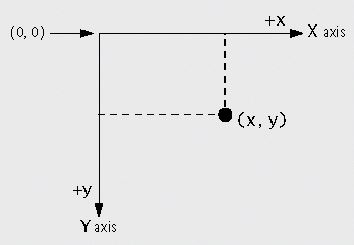 +x
(0, 0)
X axis
(x, y)
+y
Y axis